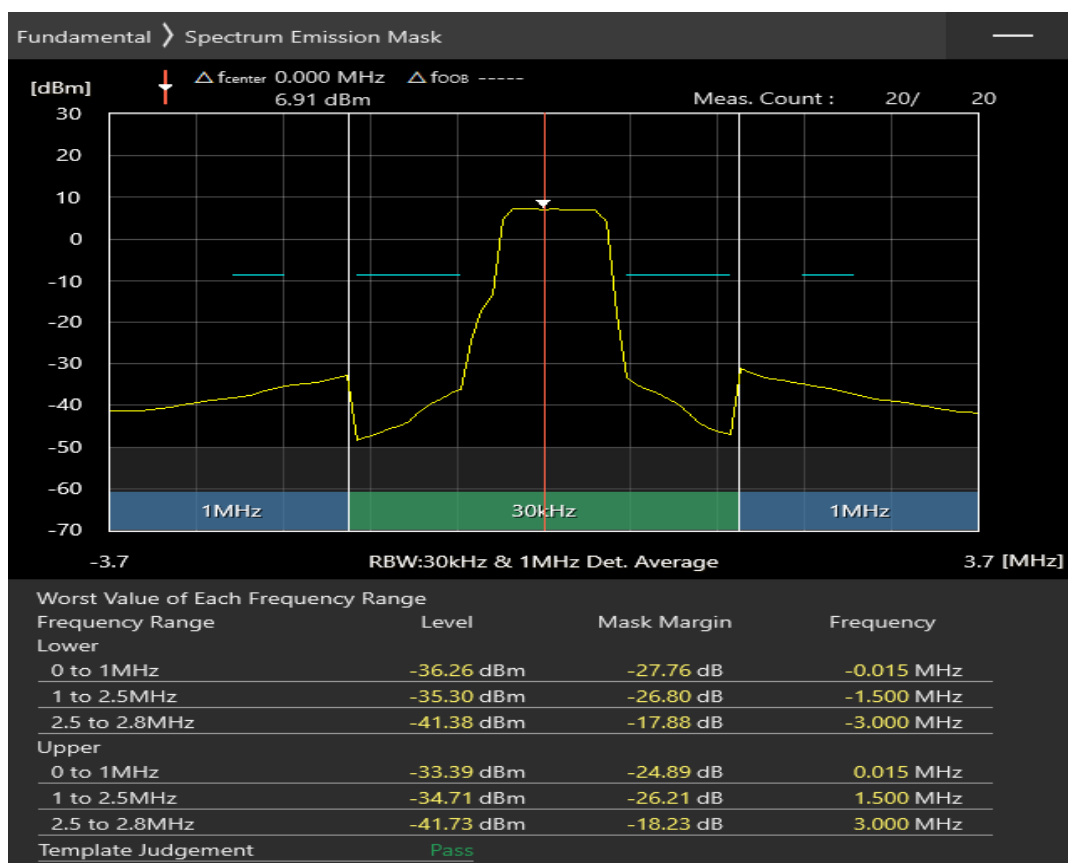 Fundamental 〉 Spectrum Emission Mask
[dBm] △ fcenter 0.000 MHz △ fOOB -----
6.91 dBm Meas. Count : 20/ 20
30
20
10
0
-10
-20
-30
-40
-50
-60
-70
1MHz 30kHz 1MHz
-3.7 RBW:30kHz & 1MHz Det. Average 3.7 [MHz]
Worst Value of Each Frequency Range
Frequency Range Level Mask Margin Frequency
Lower
0 to 1MHz -36.26 dBm -27.76 dB -0.015 MHz
1 to 2.5MHz -35.30 dBm -26.80 dB -1.500 MHz
2.5 to 2.8MHz -41.38 dBm -17.88 dB -3.000 MHz
Upper
0 to 1MHz -33.39 dBm -24.89 dB 0.015 MHz
1 to 2.5MHz -34.71 dBm -26.21 dB 1.500 MHz
2.5 to 2.8MHz -41.73 dBm -18.23 dB 3.000 MHz
Template Judgement Pass